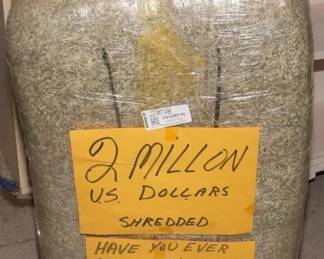 2 MILLON
U.S. DOLLARS
SHREDDED
HAVE YOU EVER